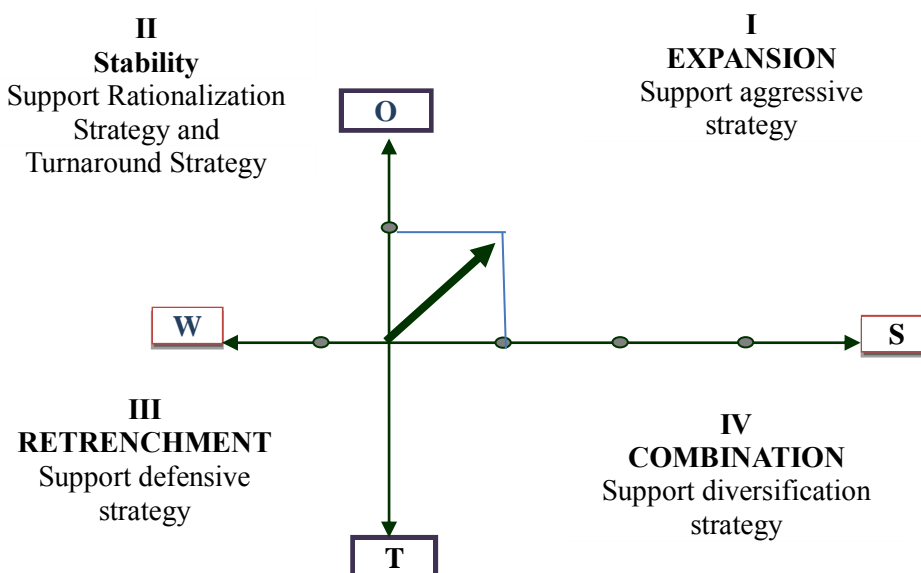 II
Stability
Support Rationalization
Strategy and
Turnaround Strategy
I
EXPANSION
Support aggressive
strategy
O
W
S
III
RETRENCHMENT
Support defensive
strategy
IV
COMBINATION
Support diversification
strategy
T